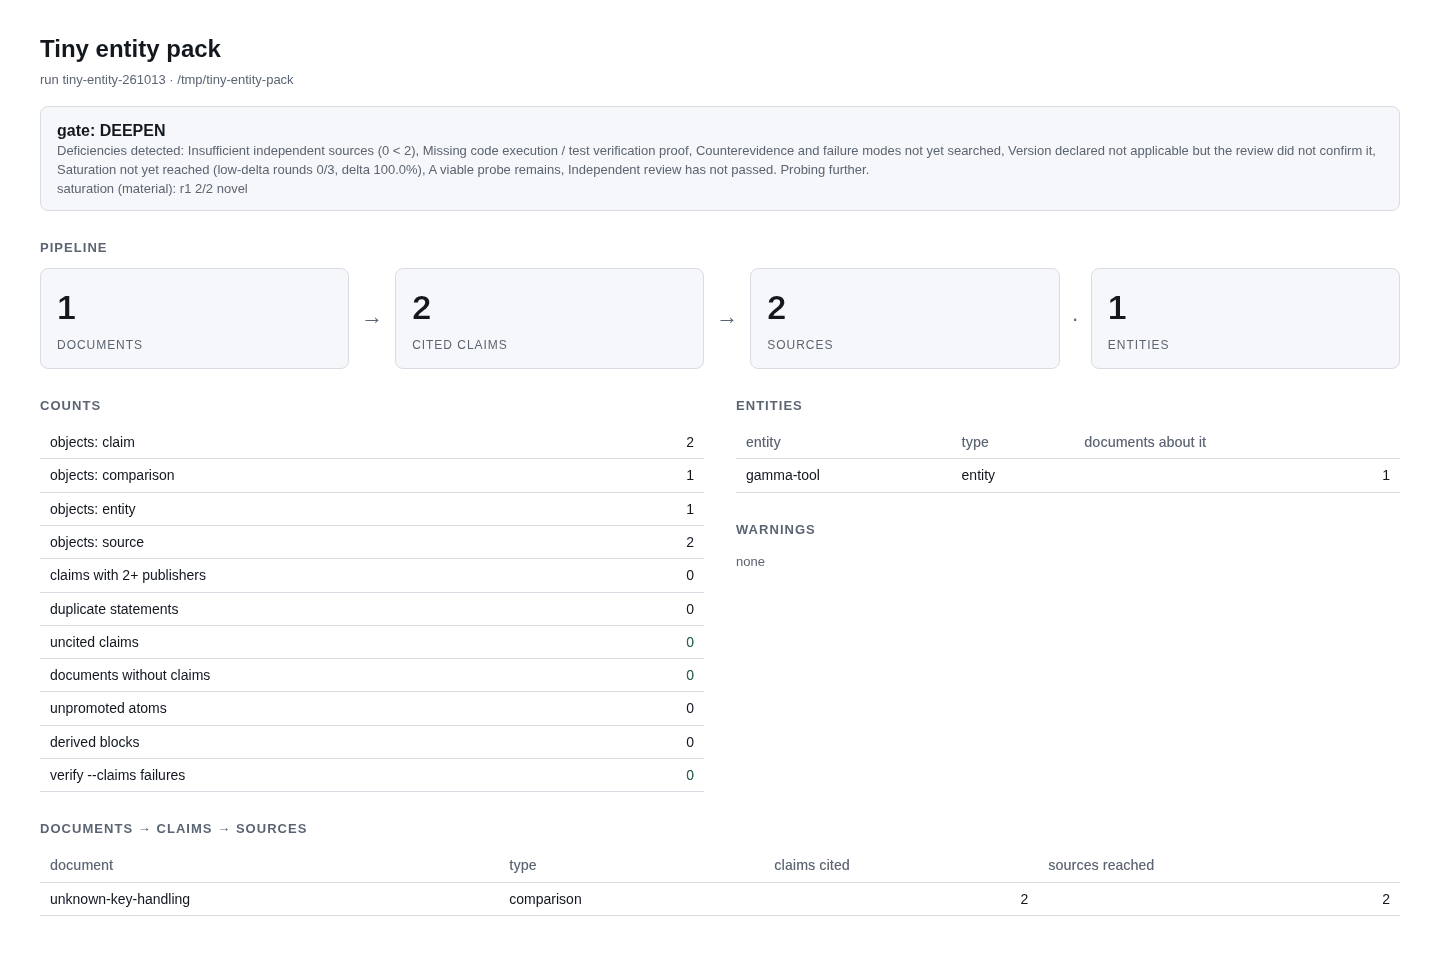 Tiny entity pack
run tiny-entity-261013 · /tmp/tiny-entity-pack
gate: DEEPEN
Deficiencies detected: Insufficient independent sources (0 < 2), Missing code execution / test verification proof, Counterevidence and failure modes not yet searched, Version declared not applicable but the review did not confirm it,
Saturation not yet reached (low-delta rounds 0/3, delta 100.0%), A viable probe remains, Independent review has not passed. Probing further.
saturation (material): r1 2/2 novel
PIPELINE
1
DOCUMENTS
→
2
CITED CLAIMS
→
2
SOURCES
·
1
ENTITIES
COUNTS
objects: claim 2
objects: comparison 1
objects: entity 1
objects: source 2
claims with 2+ publishers 0
duplicate statements 0
uncited claims 0
documents without claims 0
unpromoted atoms 0
derived blocks 0
verify --claims failures 0
ENTITIES
entity type documents about it
gamma-tool entity 1
WARNINGS
none
DOCUMENTS → CLAIMS → SOURCES
document type claims cited sources reached
unknown-key-handling comparison 2 2